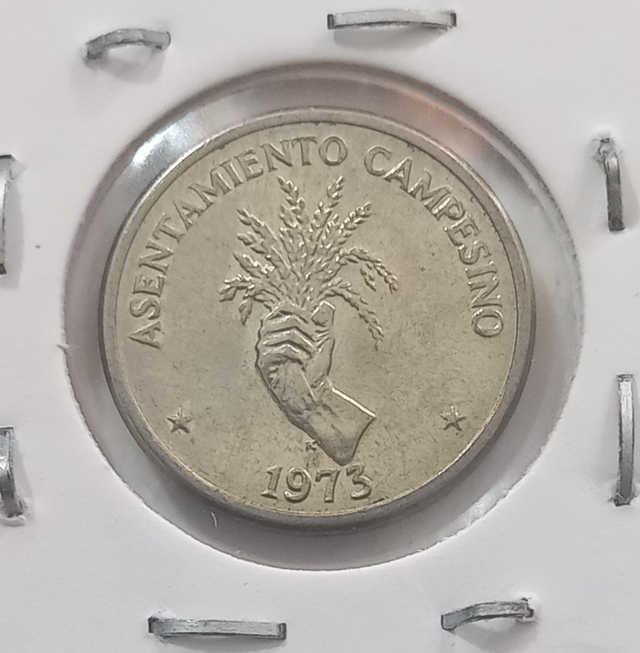 ASENTAMIENTO CAMPESINO
1973